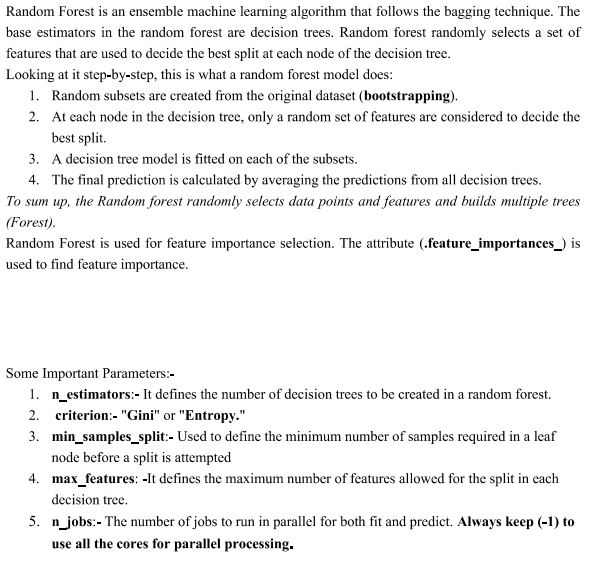 Random Forest is an ensemble machine learning algorithm that follows the bagging technique. The
base estimators in the random forest are decision trees. Random forest randomly selects a set of
features that are used to decide the best split at each node of the decision tree.
Looking at it step-by-step, this is what a random forest model does:
1. Random subsets are created from the original dataset (bootstrapping).
2. At each node in the decision tree, only a random set of features are considered to decide the
best split.
3. A decision tree model is fitted on each of the subsets.
4. The final prediction is calculated by averaging the predictions from all decision trees.
To sum up, the Random forest randomly selects data points and features and builds multiple trees
(Forest).
Random Forest is used for feature importance selection. The attribute (.feature_importances_) is
used to find feature importance.
Some Important Parameters:-
1. n_estimators:- It defines the number of decision trees to be created in a random forest.
2. criterion:- "Gini" or "Entropy."
3. min_samples_split:- Used to define the minimum number of samples required in a leaf
node before a split is attempted
4. max_features: -It defines the maximum number of features allowed for the split in each
decision tree.
5. n_jobs:- The number of jobs to run in parallel for both fit and predict. Always keep (-1) to
use all the cores for parallel processing.